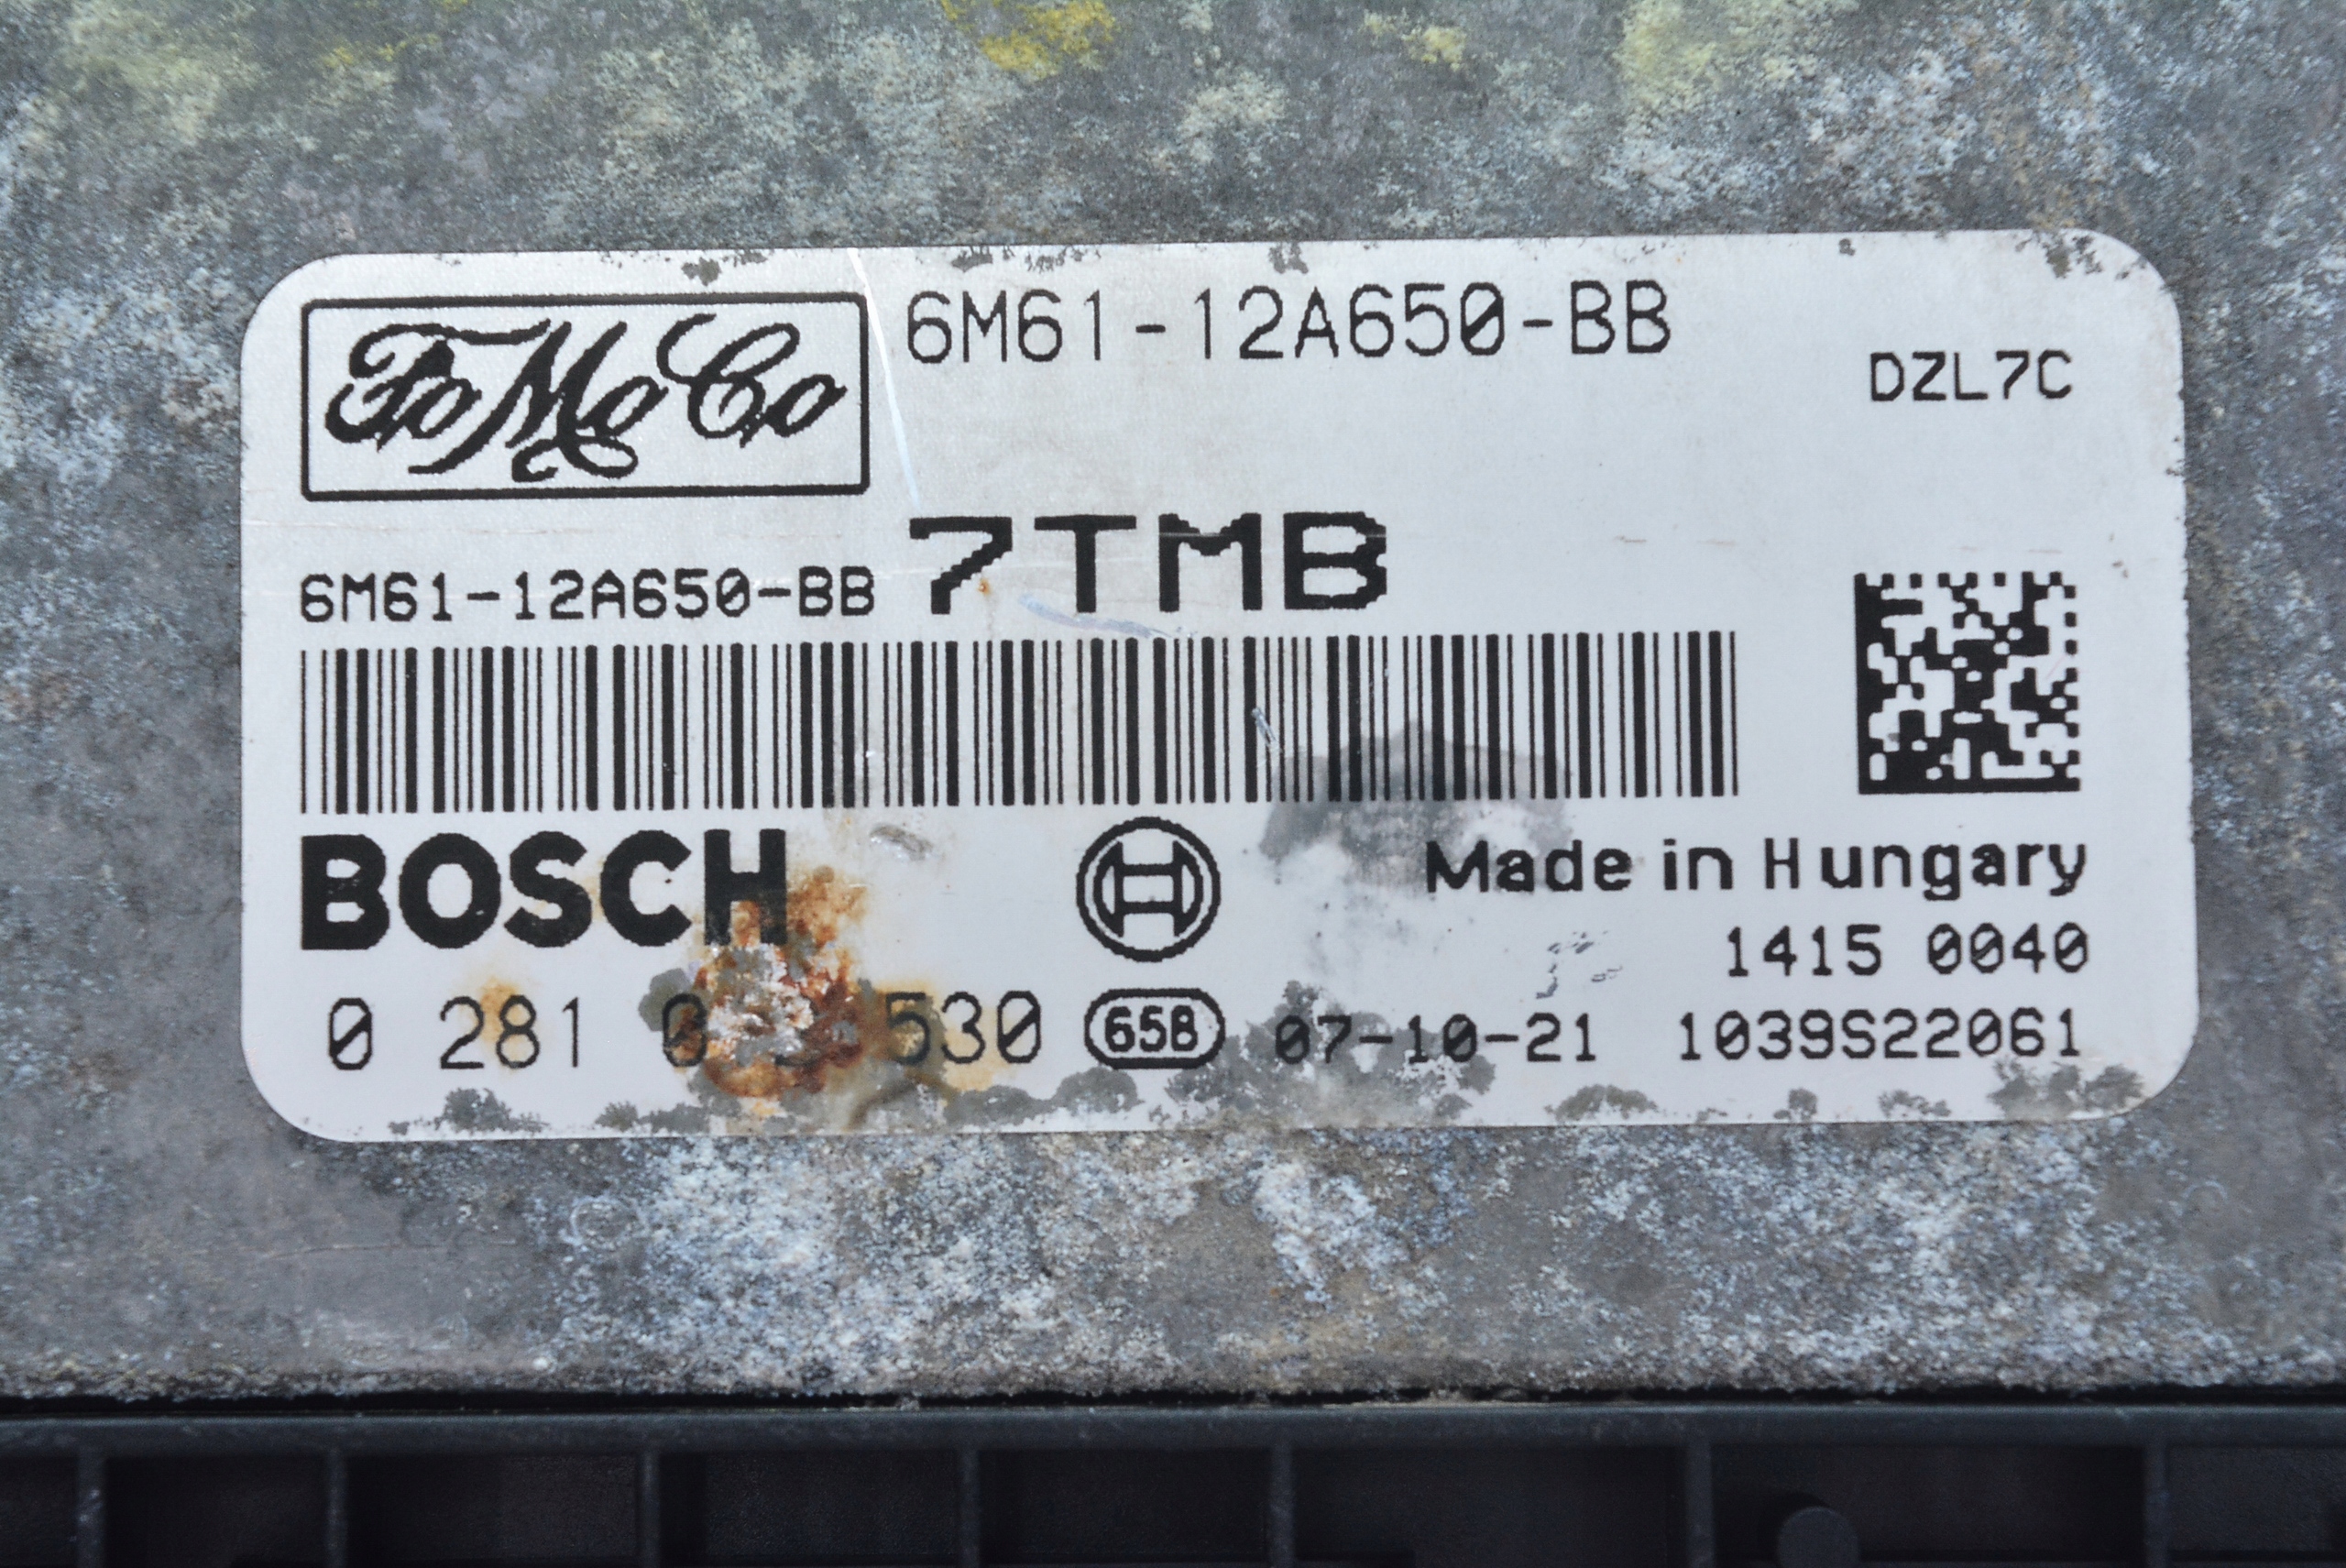 FoMoCo
6M61-12A650-BB
DZL7C
7TMB
6M61-12A650-BB
BOSCH
Made in Hungary
1415 0040
0 281 530
65B
07-10-21 1039S22061